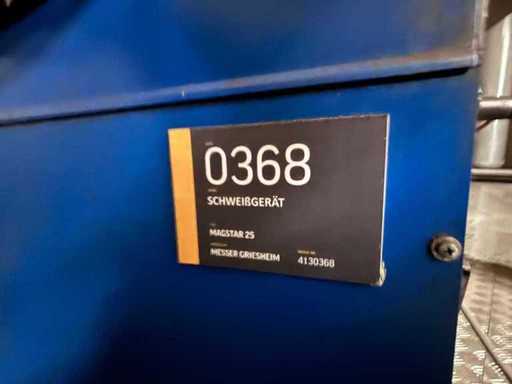 0368
SCHWEIßGERÄT
MAGSTAR 25
MESSER GRIESHEIM
4130368